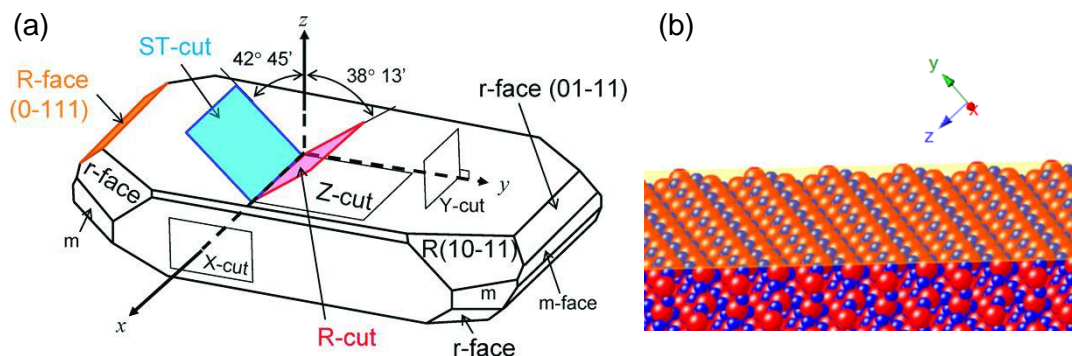 (a)
z
42° 45'
38° 13'
ST-cut
R-face
(0-111)
r-face (01-11)
r-face
m
Z-cut
y
Y-cut
X-cut
R(10-11)
m
m-face
x
R-cut
r-face
(b)
y
x
z